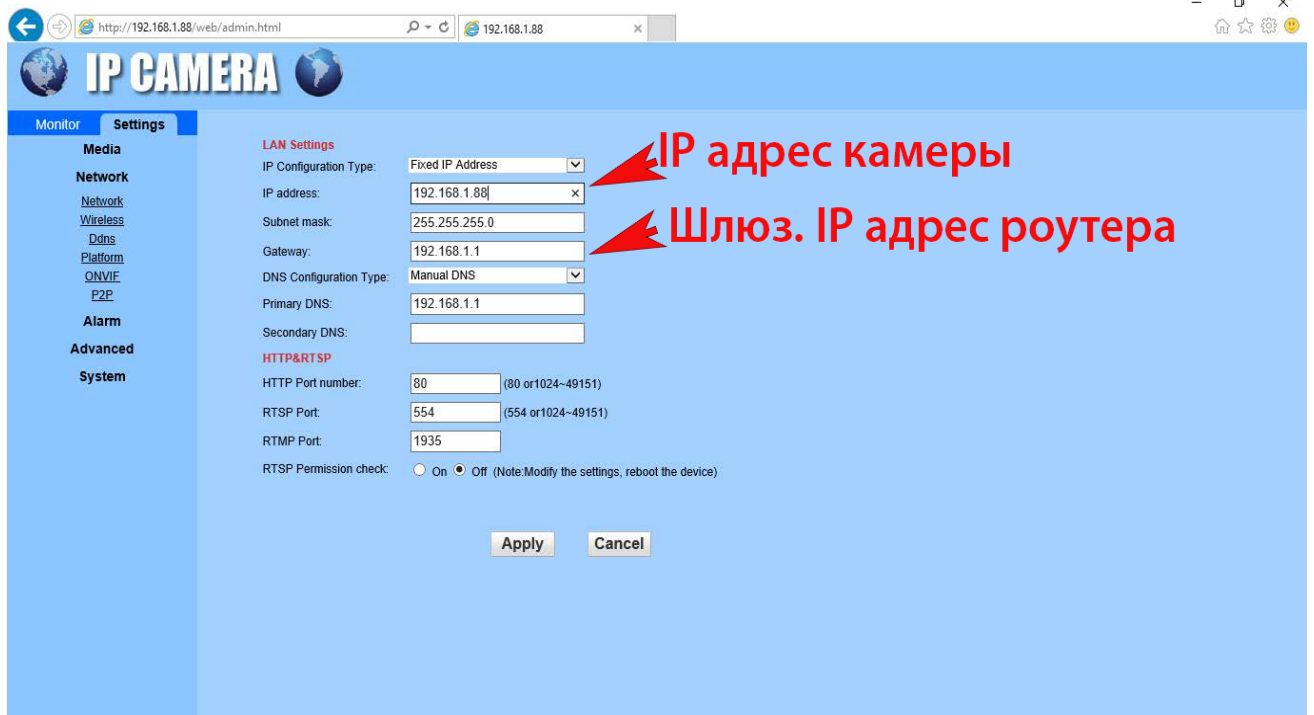 http://192.168.1.88/web/admin.html
192.168.1.88
IP CAMERA
Monitor Settings
Media
Network
Network
Wireless
Ddns
Platform
ONVIF
P2P
Alarm
Advanced
System
LAN Settings
IP Configuration Type: Fixed IP Address
IP адрес камеры
IP address: 192.168.1.88
Subnet mask: 255.255.255.0
Шлюз. IP адрес роутера
Gateway: 192.168.1.1
DNS Configuration Type: Manual DNS
Primary DNS: 192.168.1.1
Secondary DNS:
HTTP&RTSP
HTTP Port number: 80 (80 or1024~49151)
RTSP Port: 554 (554 or1024~49151)
RTMP Port: 1935
RTSP Permission check: On Off (Note:Modify the settings, reboot the device)
Apply Cancel